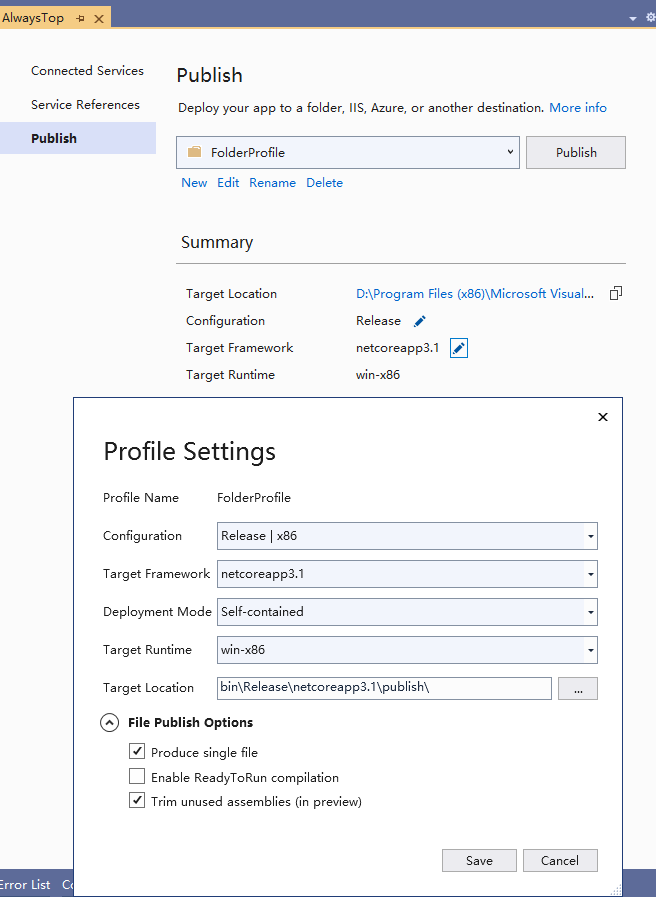 AlwaysTop
Connected Services
Service References
Publish
Publish
Deploy your app to a folder, IIS, Azure, or another destination. More info
FolderProfile
Publish
New Edit Rename Delete
Summary
Target Location D:\Program Files (x86)\Microsoft Visual...
Configuration Release
Target Framework netcoreapp3.1
Target Runtime win-x86
Profile Settings
Profile Name FolderProfile
Configuration Release | x86
Target Framework netcoreapp3.1
Deployment Mode Self-contained
Target Runtime win-x86
Target Location bin\Release\netcoreapp3.1\publish\ ...
File Publish Options
Produce single file
Enable ReadyToRun compilation
Trim unused assemblies (in preview)
Save Cancel
Error List